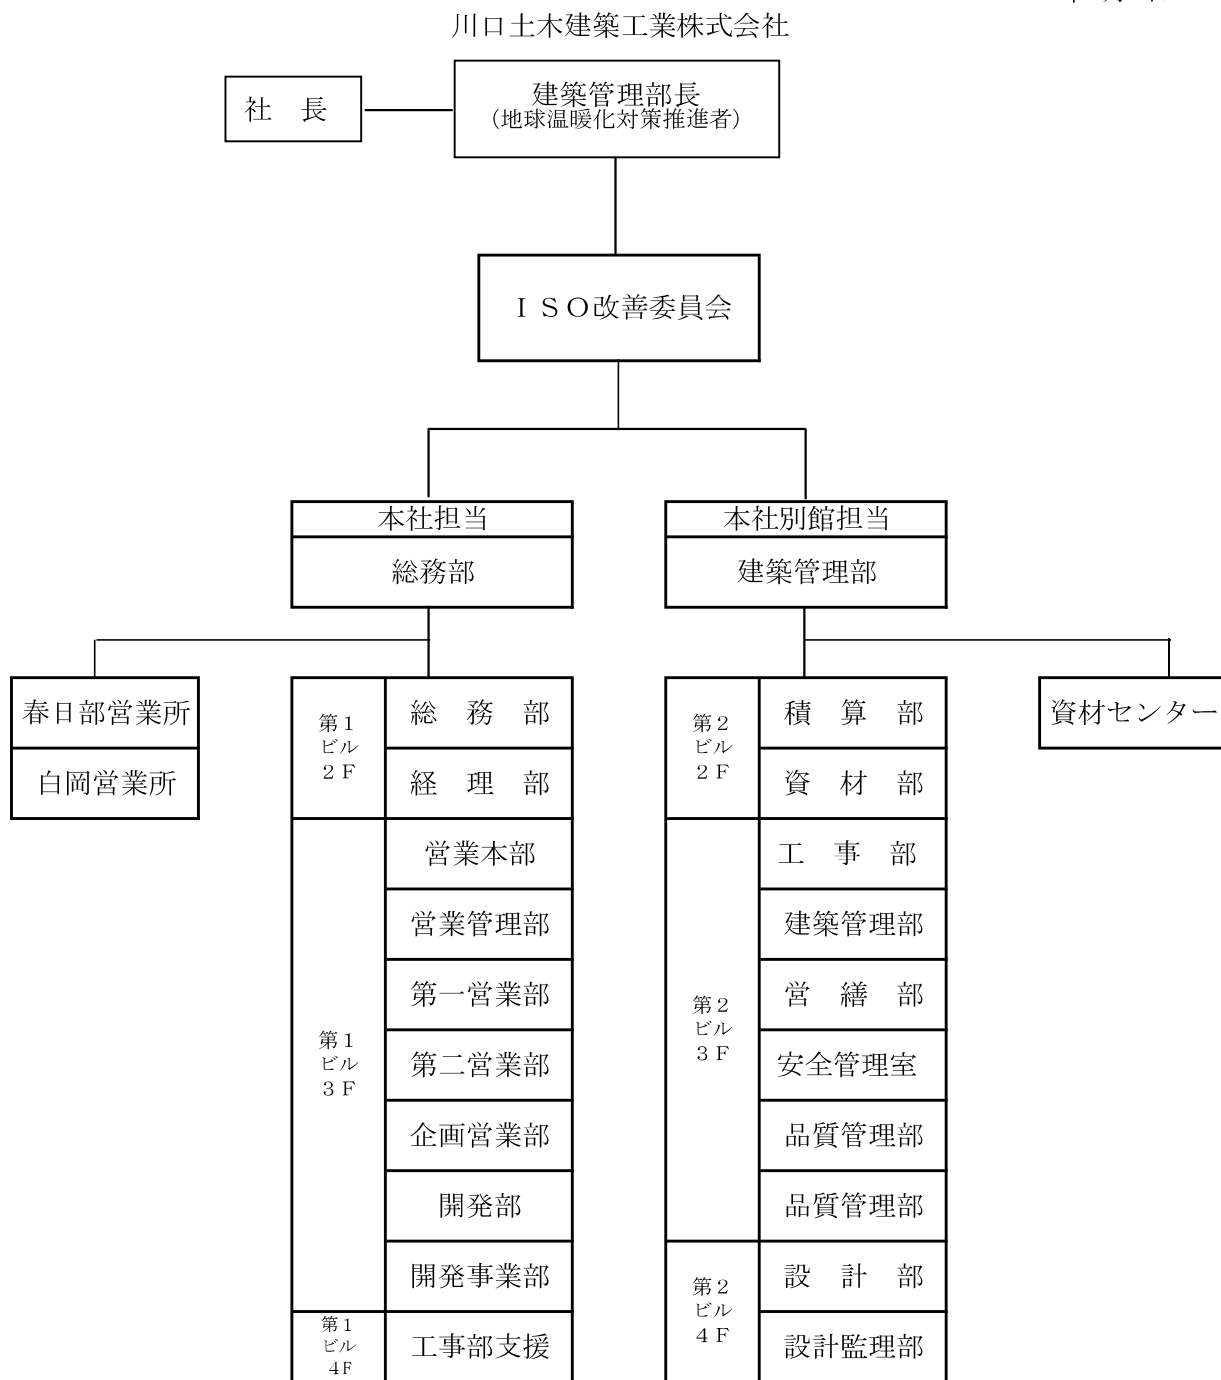 川口土木建築工業株式会社
社　長
建築管理部長
（地球温暖化対策推進者）
ＩＳＯ改善委員会
本社担当
総務部
本社別館担当
建築管理部
春日部営業所
白岡営業所
第１
ビル
２Ｆ
総　務　部
経　理　部
第１
ビル
３Ｆ
営業本部
営業管理部
第一営業部
第二営業部
企画営業部
開発部
開発事業部
第１
ビル
４Ｆ
工事部支援
第２
ビル
２Ｆ
積　算　部
資　材　部
第２
ビル
３Ｆ
工　事　部
建築管理部
営　繕　部
安全管理室
品質管理部
品質管理部
第２
ビル
４Ｆ
設　計　部
設計監理部
資材センター